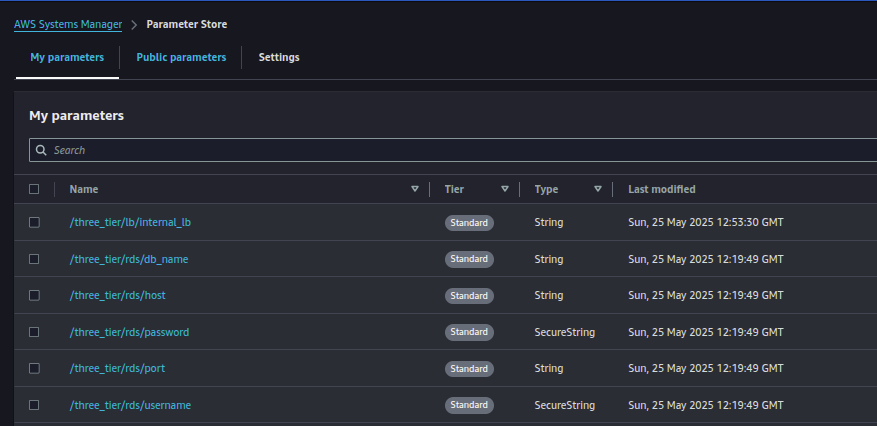 AWS Systems Manager > Parameter Store
My parameters Public parameters Settings
My parameters
Search
Name Tier Type Last modified
/three_tier/lb/internal_lb Standard String Sun, 25 May 2025 12:53:30 GMT
/three_tier/rds/db_name Standard String Sun, 25 May 2025 12:19:49 GMT
/three_tier/rds/host Standard String Sun, 25 May 2025 12:19:49 GMT
/three_tier/rds/password Standard SecureString Sun, 25 May 2025 12:19:49 GMT
/three_tier/rds/port Standard String Sun, 25 May 2025 12:19:49 GMT
/three_tier/rds/username Standard SecureString Sun, 25 May 2025 12:19:49 GMT